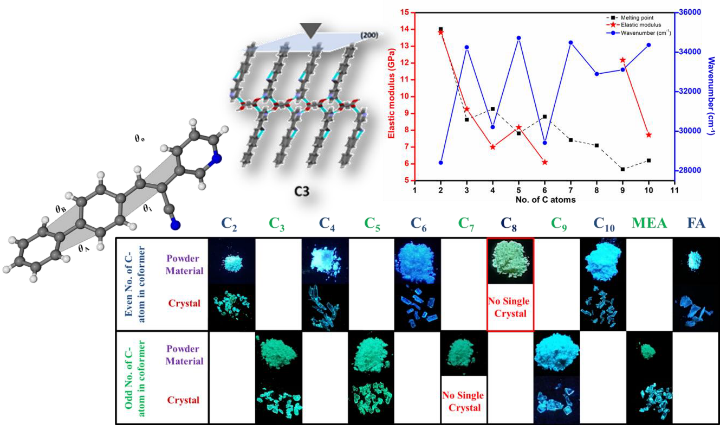 (200)
C3
θₒ
θᵢ
15
14
13
12
11
10
9
8
7
6
5
Elastic modulus (GPa)
Melting point
Elastic modulus
Wavenumber (cm⁻¹)
36000
34000
32000
30000
28000
Wavenumber (cm⁻¹)
1 2 3 4 5 6 7 8 9 10 11
No. of C atoms
C₂ C₃ C₄ C₅ C₆ C₇ C₈ C₉ C₁₀ MEA FA
Even No. of C-
atom in coformer
Powder
Material
Crystal
No Single
Crystal
Odd No. of C-
atom in coformer
Powder
Material
Crystal
No Single
Crystal